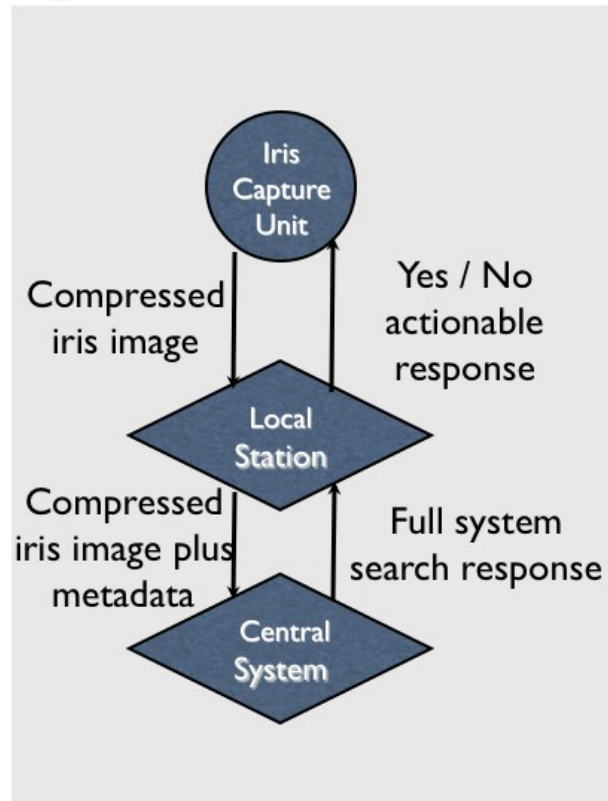 Iris
Capture
Unit
Compressed
iris image
Yes / No
actionable
response
Local
Station
Compressed
iris image plus
metadata
Full system
search response
Central
System